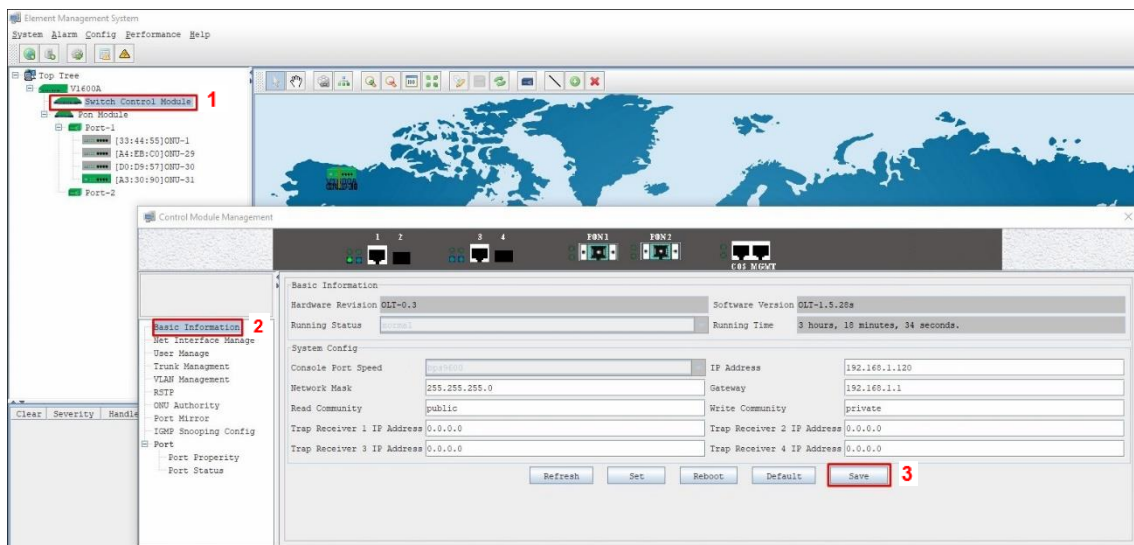 Element Management System
System Alarm Config Performance Help
Top Tree
V1600A
Switch Control Module 1
Pon Module
Port-1
[33:44:55]ONU-1
[A4:EB:C0]ONU-29
[D0:D9:57]ONU-30
[A3:30:90]ONU-31
Port-2
Control Module Management
1 2 3 4 PON1 PON2
COS MGMT
Basic Information 2
Net Interface Manage
User Manage
Trunk Managment
VLAN Management
RSTP
ONU Authority
Port Mirror
IGMP Snooping Config
Port
Port Properity
Port Status
Clear Severity Handle
Basic Information
Hardware Revision OLT-0.3 Software Version OLT-1.5.28s
Running Status normal Running Time 3 hours, 18 minutes, 34 seconds.
System Config
Console Port Speed bps9600 IP Address 192.168.1.120
Network Mask 255.255.255.0 Gateway 192.168.1.1
Read Community public Write Community private
Trap Receiver 1 IP Address 0.0.0.0 Trap Receiver 2 IP Address 0.0.0.0
Trap Receiver 3 IP Address 0.0.0.0 Trap Receiver 4 IP Address 0.0.0.0
Refresh Set Reboot Default Save 3